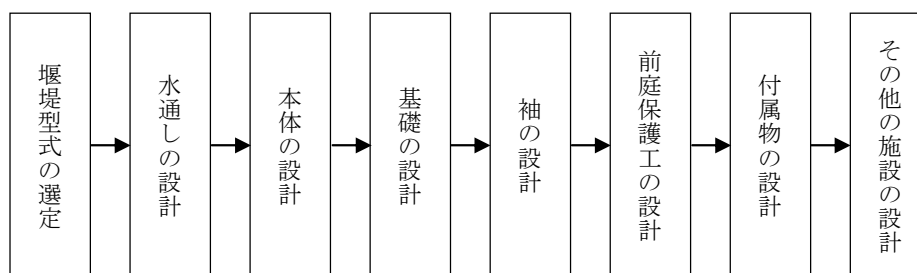 堰堤型式の選定
水通しの設計
本体の設計
基礎の設計
袖の設計
前庭保護工の設計
付属物の設計
その他の施設の設計